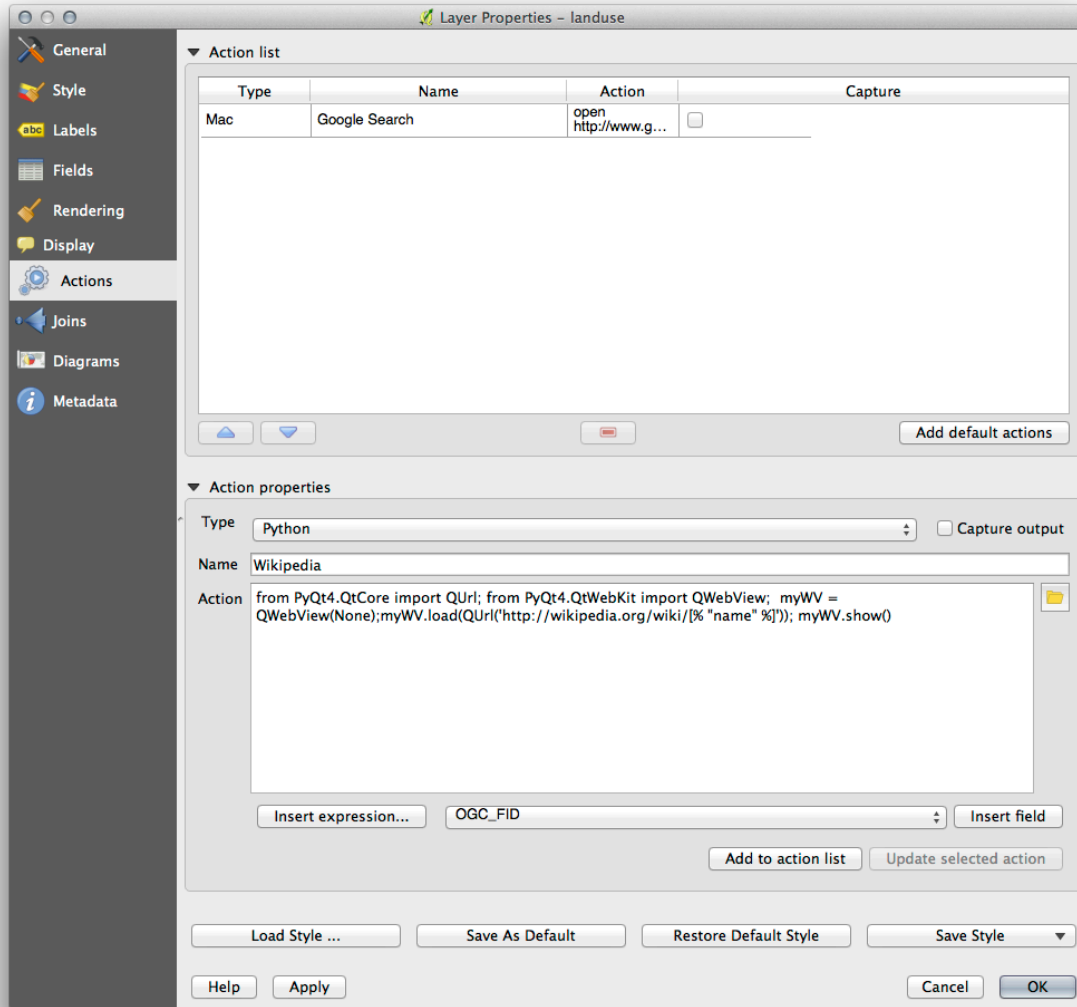 Layer Properties – landuse
General
Style
abc Labels
Fields
Rendering
Display
Actions
Joins
Diagrams
Metadata
Action list
Type Name Action Capture
Mac Google Search open
http://www.g...
Add default actions
Action properties
Type Python Capture output
Name Wikipedia
Action from PyQt4.QtCore import QUrl; from PyQt4.QtWebKit import QWebView;  myWV =
QWebView(None);myWV.load(QUrl('http://wikipedia.org/wiki/[% "name" %]')); myWV.show()
Insert expression... OGC_FID Insert field
Add to action list Update selected action
Load Style ... Save As Default Restore Default Style Save Style
Help Apply Cancel OK